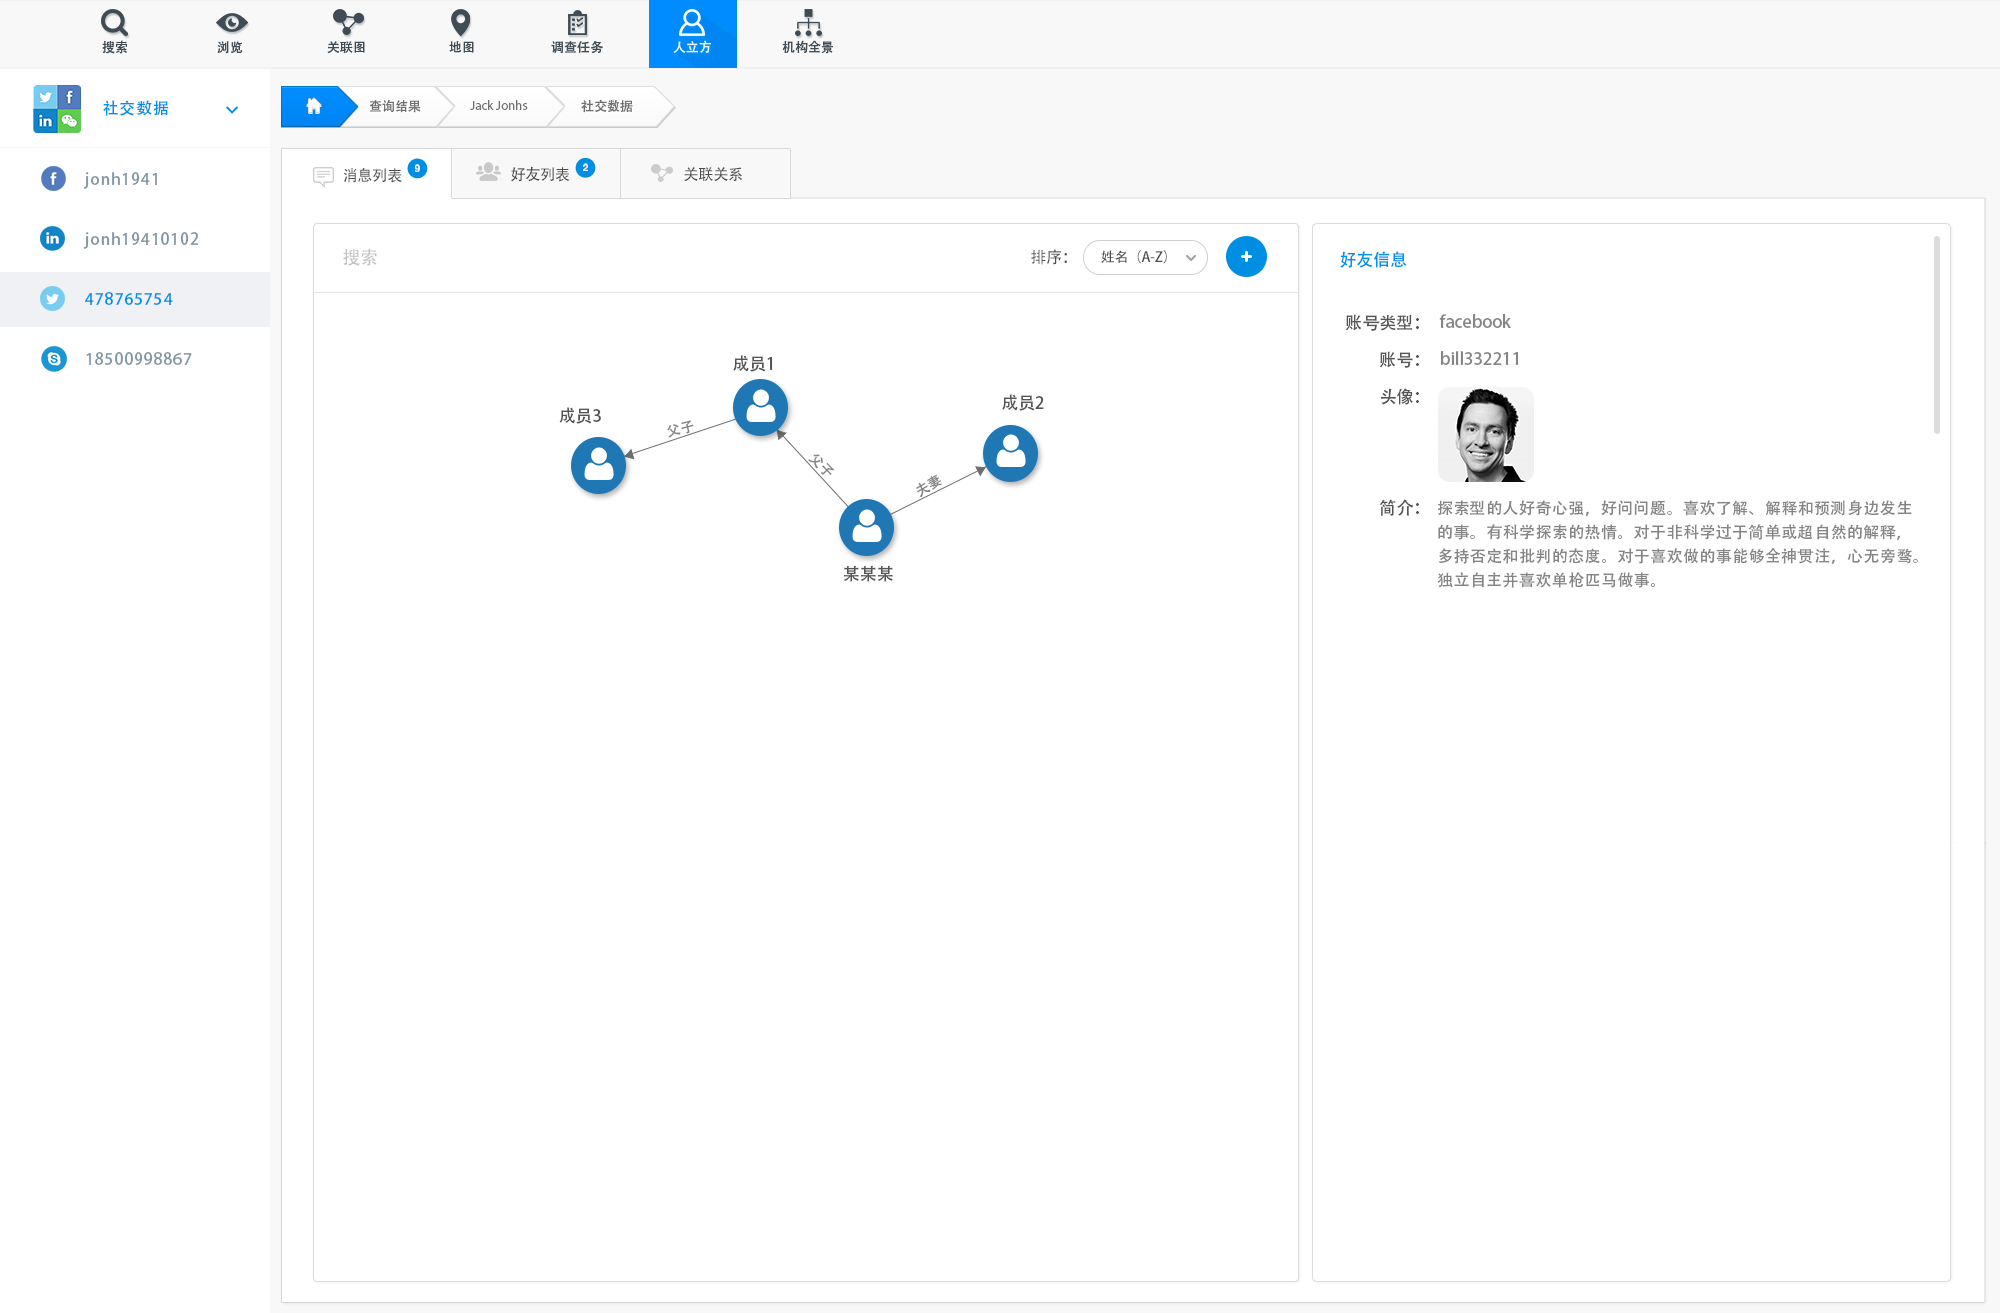 搜索
浏览
关联图
地图
调查任务
人立方
机构全景
社交数据
jonh1941
jonh19410102
478765754
18500998867
查询结果
Jack Jonhs
社交数据
消息列表 9
好友列表 2
关联关系
搜索
排序：
姓名（A-Z）
成员1
成员2
成员3
父子
父子
夫妻
某某某
好友信息
账号类型： facebook
账号： bill332211
头像：
简介： 探索型的人好奇心强，好问问题。喜欢了解、解释和预测身边发生
的事。有科学探索的热情。对于非科学过于简单或超自然的解释，
多持否定和批判的态度。对于喜欢做的事能够全神贯注，心无旁骛。
独立自主并喜欢单枪匹马做事。